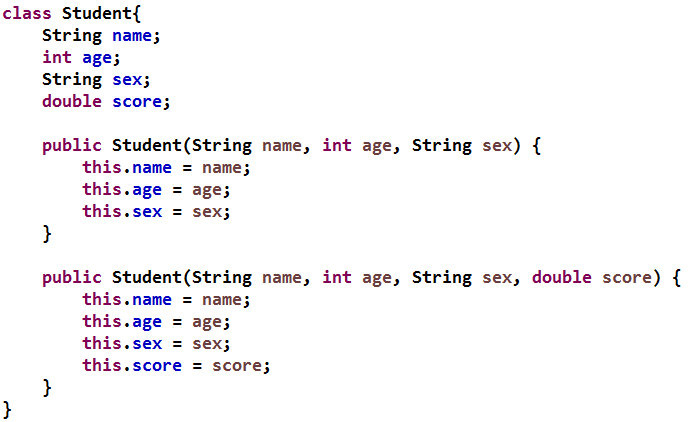 class Student{
    String name;
    int age;
    String sex;
    double score;

    public Student(String name, int age, String sex) {
        this.name = name;
        this.age = age;
        this.sex = sex;
    }

    public Student(String name, int age, String sex, double score) {
        this.name = name;
        this.age = age;
        this.sex = sex;
        this.score = score;
    }
}